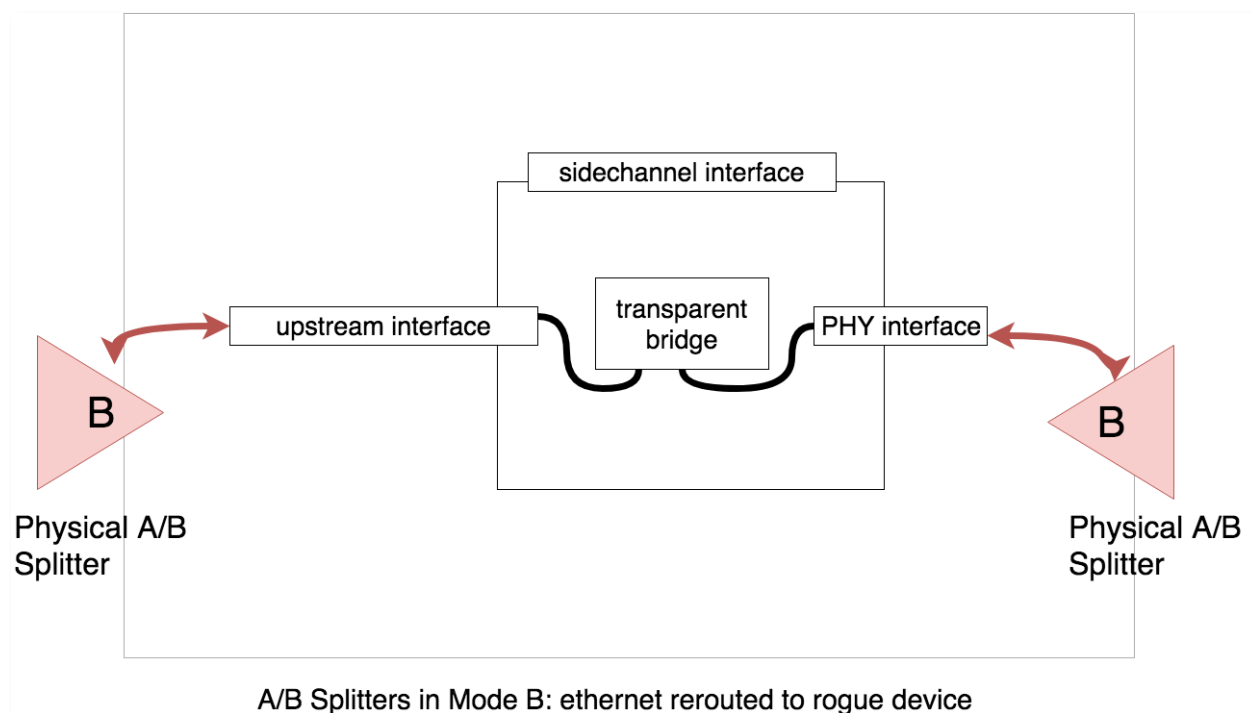 sidechannel interface
transparent
bridge
upstream interface
PHY interface
B
B
Physical A/B
Splitter
Physical A/B
Splitter
A/B Splitters in Mode B: ethernet rerouted to rogue device